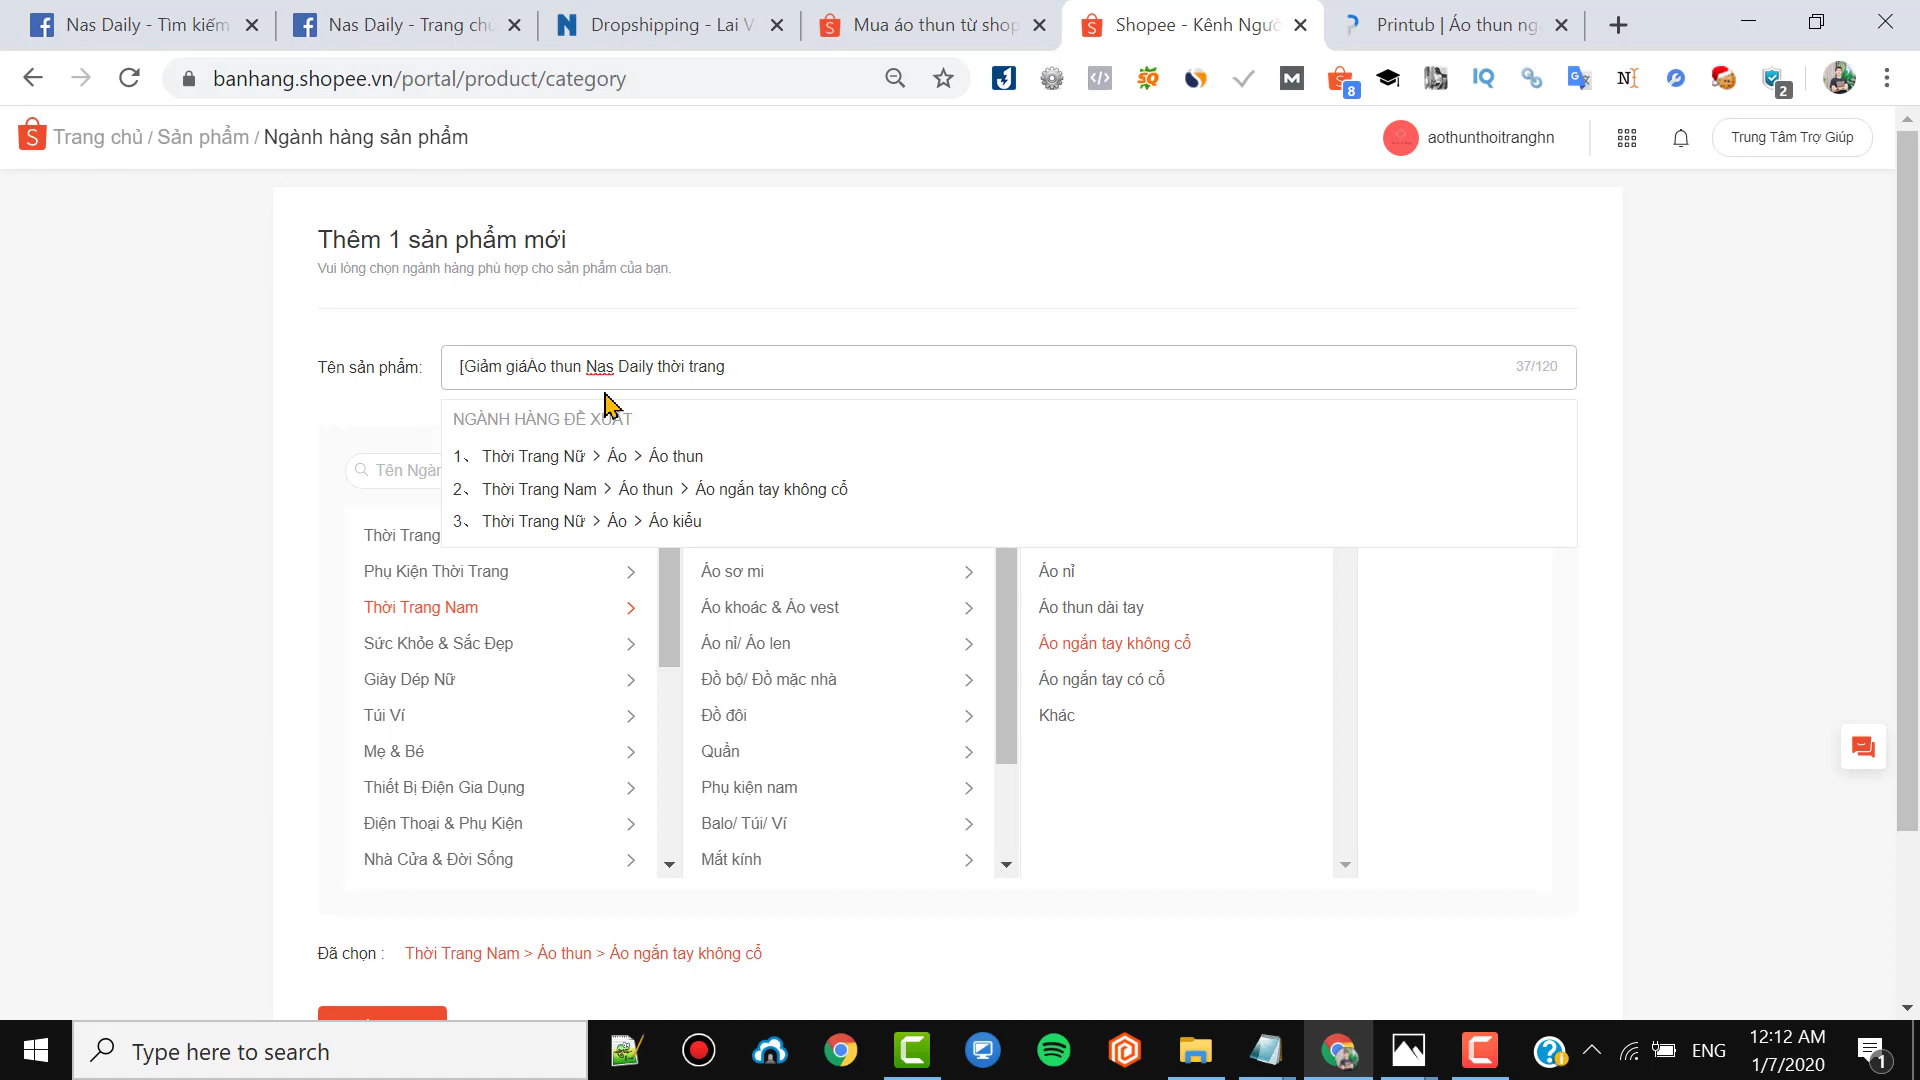 Nas Daily - Tìm kiếm
Nas Daily - Trang chủ
Dropshipping - Lai V
Mua áo thun từ shop
Shopee - Kênh Ngườ
Printub | Áo thun ng
banhang.shopee.vn/portal/product/category
8
2
Trang chủ / Sản phẩm / Ngành hàng sản phẩm
aothunthoitranghn
Trung Tâm Trợ Giúp
Thêm 1 sản phẩm mới
Vui lòng chọn ngành hàng phù hợp cho sản phẩm của bạn.
Tên sản phẩm:
[Giảm giáÁo thun Nas Daily thời trang
37/120
NGÀNH HÀNG ĐỀ XUẤT
1、 Thời Trang Nữ > Áo > Áo thun
2、 Thời Trang Nam > Áo thun > Áo ngắn tay không cổ
3、 Thời Trang Nữ > Áo > Áo kiểu
Tên Ngàn
Thời Trang
Phụ Kiện Thời Trang
Thời Trang Nam
Sức Khỏe & Sắc Đẹp
Giày Dép Nữ
Túi Ví
Mẹ & Bé
Thiết Bị Điện Gia Dụng
Điện Thoại & Phụ Kiện
Nhà Cửa & Đời Sống
Áo sơ mi
Áo khoác & Áo vest
Áo nỉ/ Áo len
Đồ bộ/ Đồ mặc nhà
Đồ đôi
Quần
Phụ kiện nam
Balo/ Túi/ Ví
Mắt kính
Áo nỉ
Áo thun dài tay
Áo ngắn tay không cổ
Áo ngắn tay có cổ
Khác
Đã chọn : Thời Trang Nam > Áo thun > Áo ngắn tay không cổ
Type here to search
ENG
12:12 AM
1/7/2020
1